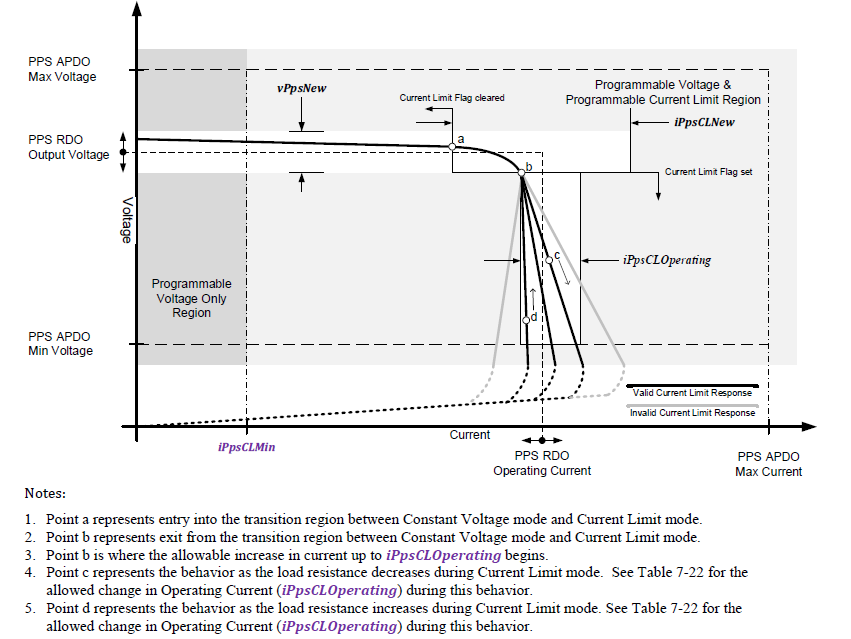 PPS APDO
Max Voltage
vPpsNew
Current Limit Flag cleared
Programmable Voltage &
Programmable Current Limit Region
iPpsCLNew
PPS RDO
Output Voltage
a
b
Current Limit Flag set
Voltage
c
iPpsCLOperating
Programmable
Voltage Only
Region
d
PPS APDO
Min Voltage
Valid Current Limit Response
Invalid Current Limit Response
Current
iPpsCLMin
PPS RDO
Operating Current
PPS APDO
Max Current
Notes:
1. Point a represents entry into the transition region between Constant Voltage mode and Current Limit mode.
2. Point b represents exit from the transition region between Constant Voltage mode and Current Limit mode.
3. Point b is where the allowable increase in current up to iPpsCLOperating begins.
4. Point c represents the behavior as the load resistance decreases during Current Limit mode. See Table 7-22 for the
allowed change in Operating Current (iPpsCLOperating) during this behavior.
5. Point d represents the behavior as the load resistance increases during Current Limit mode. See Table 7-22 for the
allowed change in Operating Current (iPpsCLOperating) during this behavior.